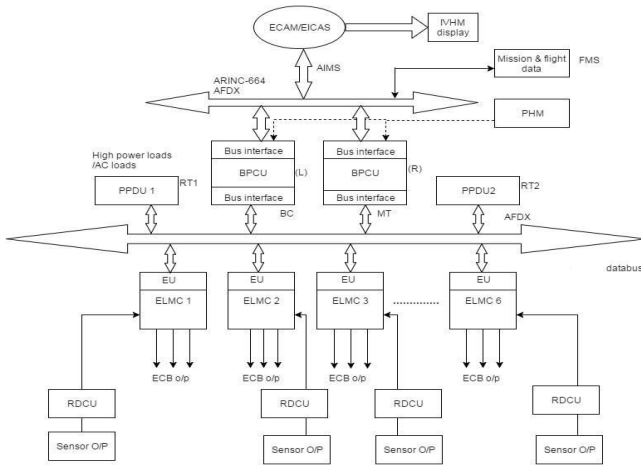 ECAM/EICAS
IVHM
display
AIMS
Mission & flight
data
FMS
ARINC-664
AFDX
PHM
High power loads
/AC loads
Bus interface
BPCU
Bus interface
(L)
Bus interface
BPCU
Bus interface
(R)
PPDU 1
RT1
PPDU2
RT2
BC
MT
AFDX
databus
EU
ELMC 1
EU
ELMC 2
EU
ELMC 3
..............
EU
ELMC 6
ECB o/p
ECB o/p
ECB o/p
ECB o/p
RDCU
RDCU
RDCU
RDCU
Sensor O/P
Sensor O/P
Sensor O/P
Sensor O/P